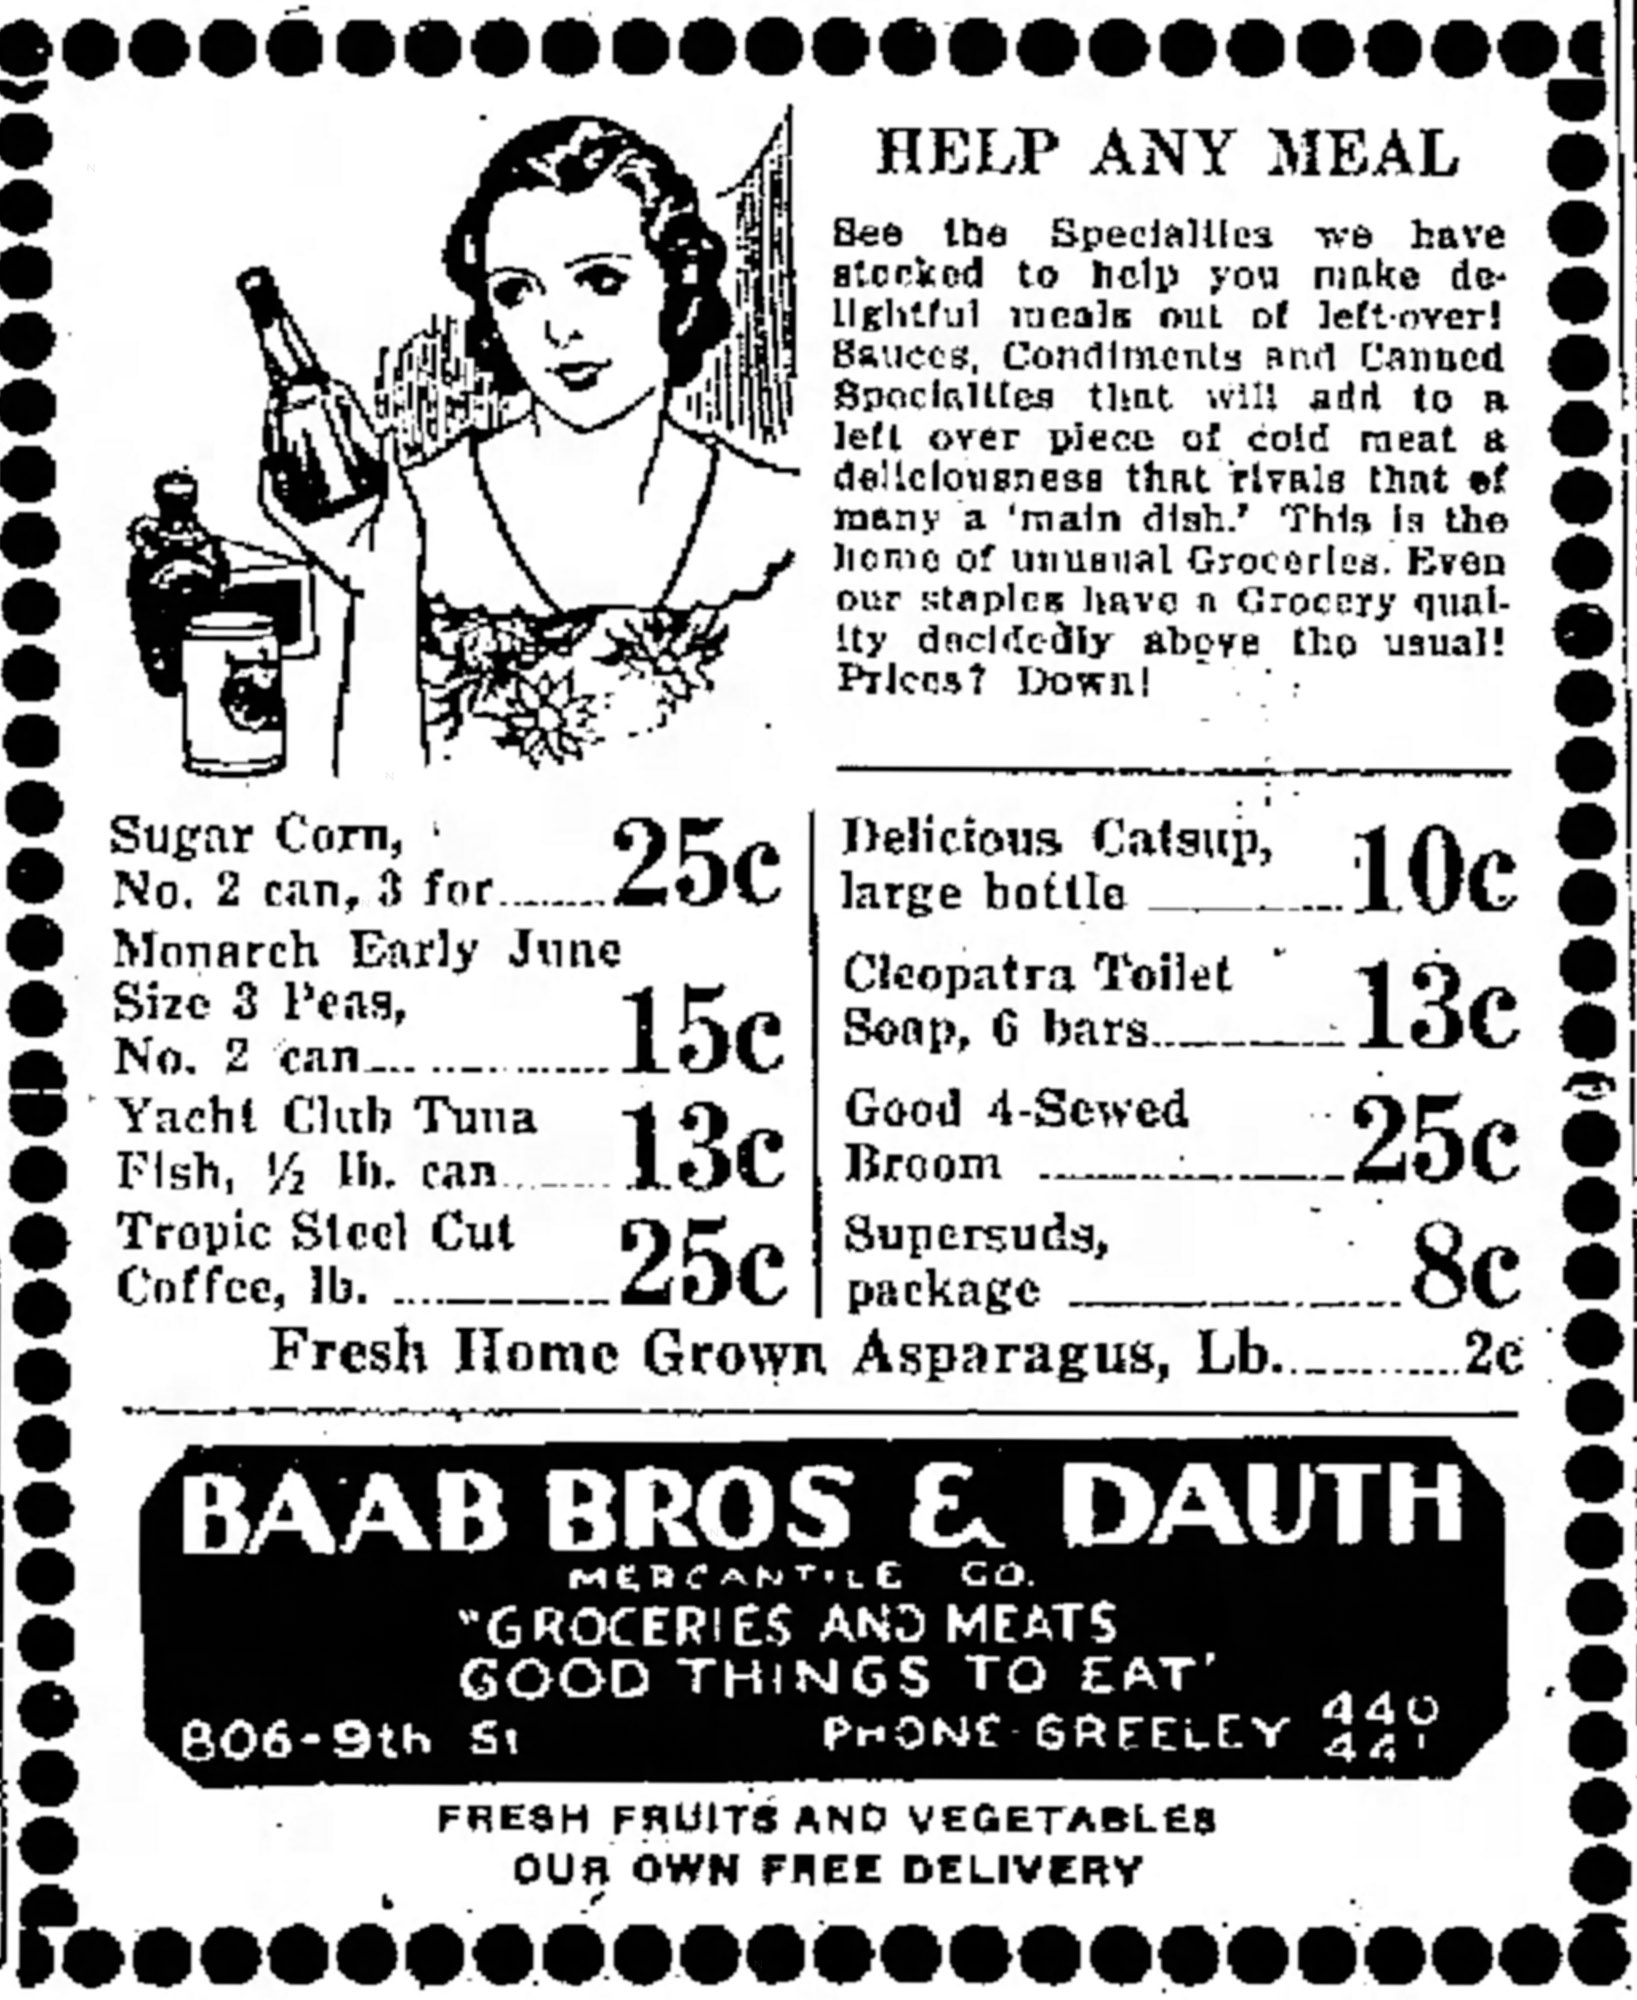 HELP ANY MEAL
See the Specialties we have
stocked to help you make de-
lightful meals out of left-over!
Sauces, Condiments and Canned
Specialties that will add to a
left over piece of cold meat a
deliciousness that rivals that of
many a 'main dish.' This is the
home of unusual Groceries. Even
our staples have a Grocery qual-
ity decidedly above the usual!
Prices? Down!
Sugar Corn,
No. 2 can, 3 for 25c
Monarch Early June
Size 3 Peas,
No. 2 can 15c
Yacht Club Tuna
Fish, ½ lb. can 13c
Tropic Steel Cut
Coffee, lb. 25c
Delicious Catsup,
large bottle 10c
Cleopatra Toilet
Soap, 6 bars 13c
Good 4-Sewed
Broom 25c
Supersuds,
package 8c
Fresh Home Grown Asparagus, Lb. 2c
BAAB BROS & DAUTH
MERCANTILE CO.
"GROCERIES AND MEATS
GOOD THINGS TO EAT'
806-9th St PHONE-GREELEY 440
441
FRESH FRUITS AND VEGETABLES
OUR OWN FREE DELIVERY